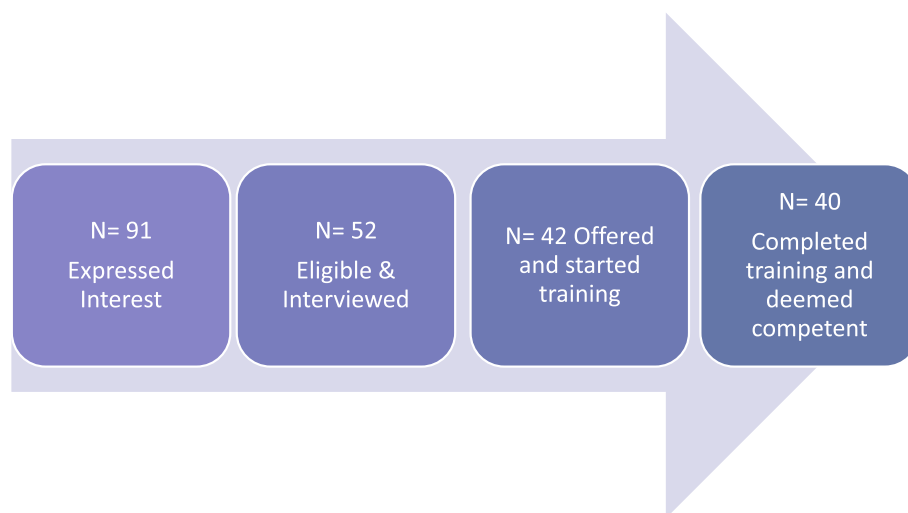 N= 91
Expressed
Interest
N= 52
Eligible &
Interviewed
N= 42 Offered
and started
training
N= 40
Completed
training and
deemed
competent